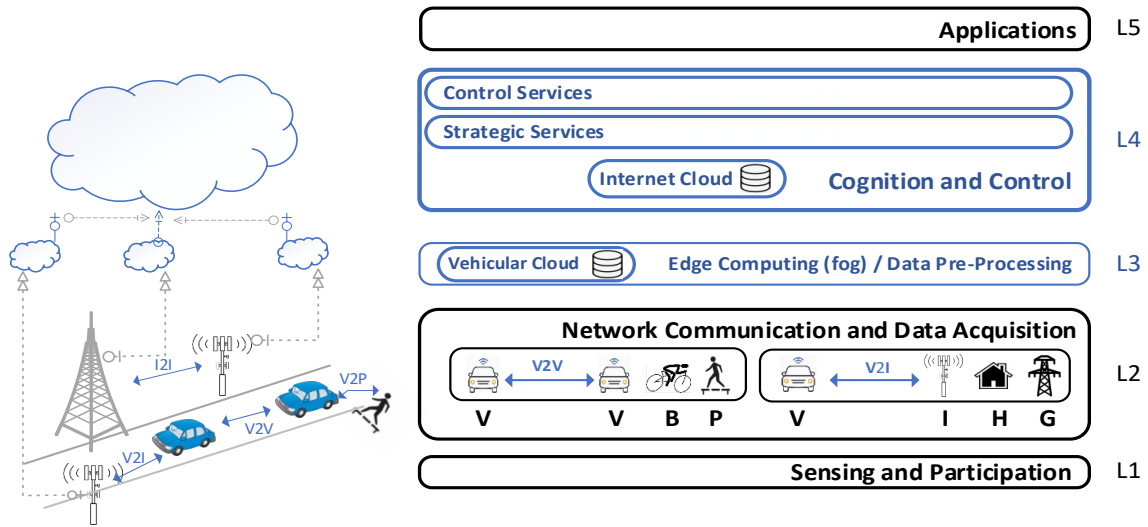 Applications
L5
Control Services
Strategic Services
L4
Internet Cloud
Cognition and Control
Vehicular Cloud
Edge Computing (fog) / Data Pre-Processing
L3
Network Communication and Data Acquisition
V2V
V2I
L2
V V B P V I H G
Sensing and Participation
L1
I2I
V2P
V2V
V2I